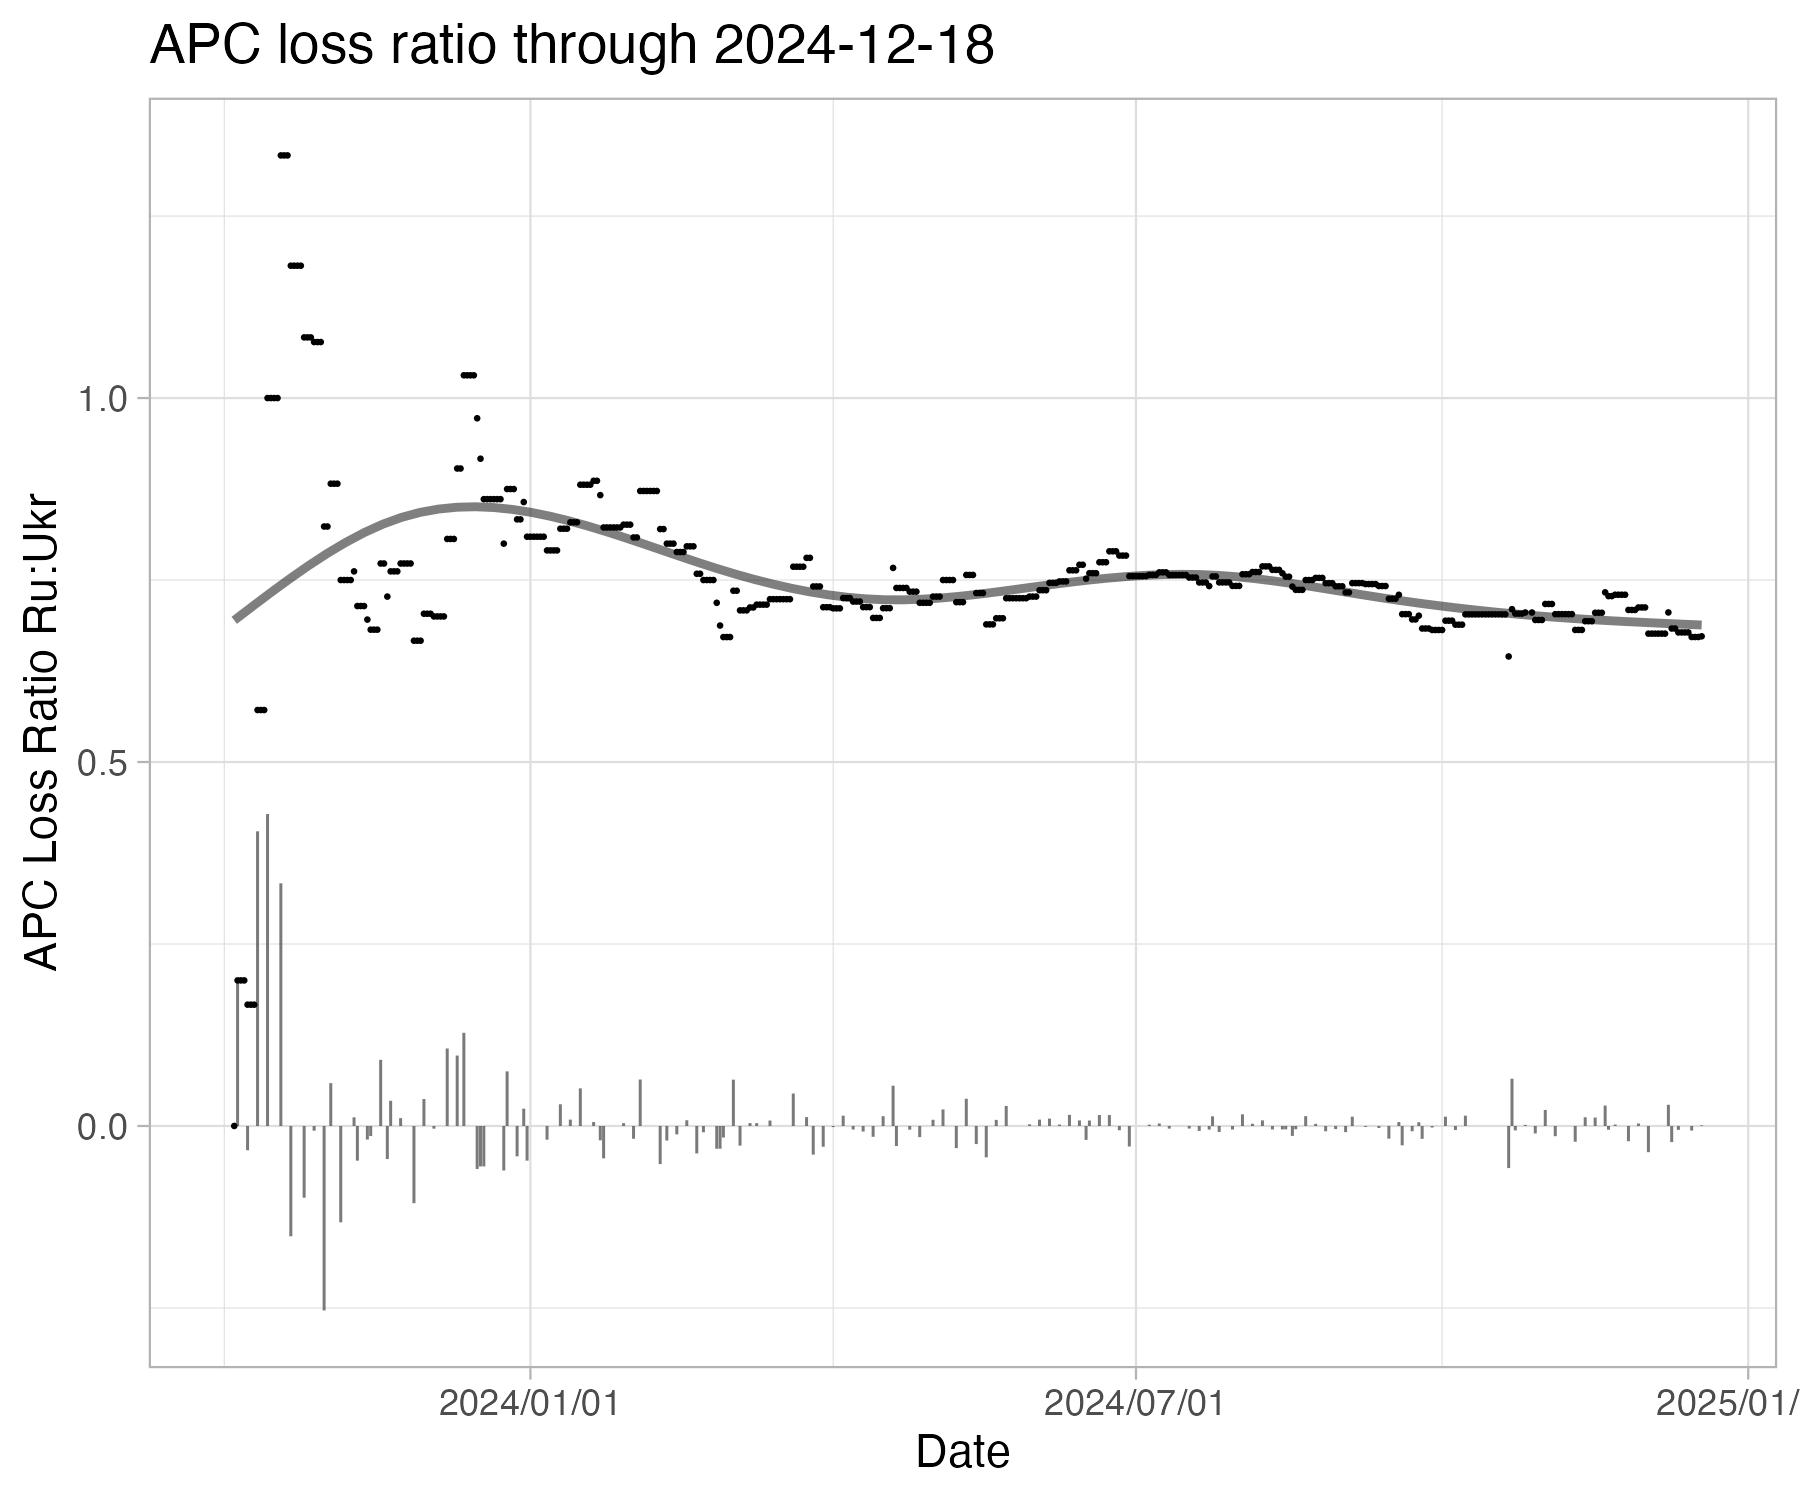 APC loss ratio through 2024-12-18
APC Loss Ratio Ru:Ukr
1.0
0.5
0.0
2024/01/01
2024/07/01
2025/01/
Date